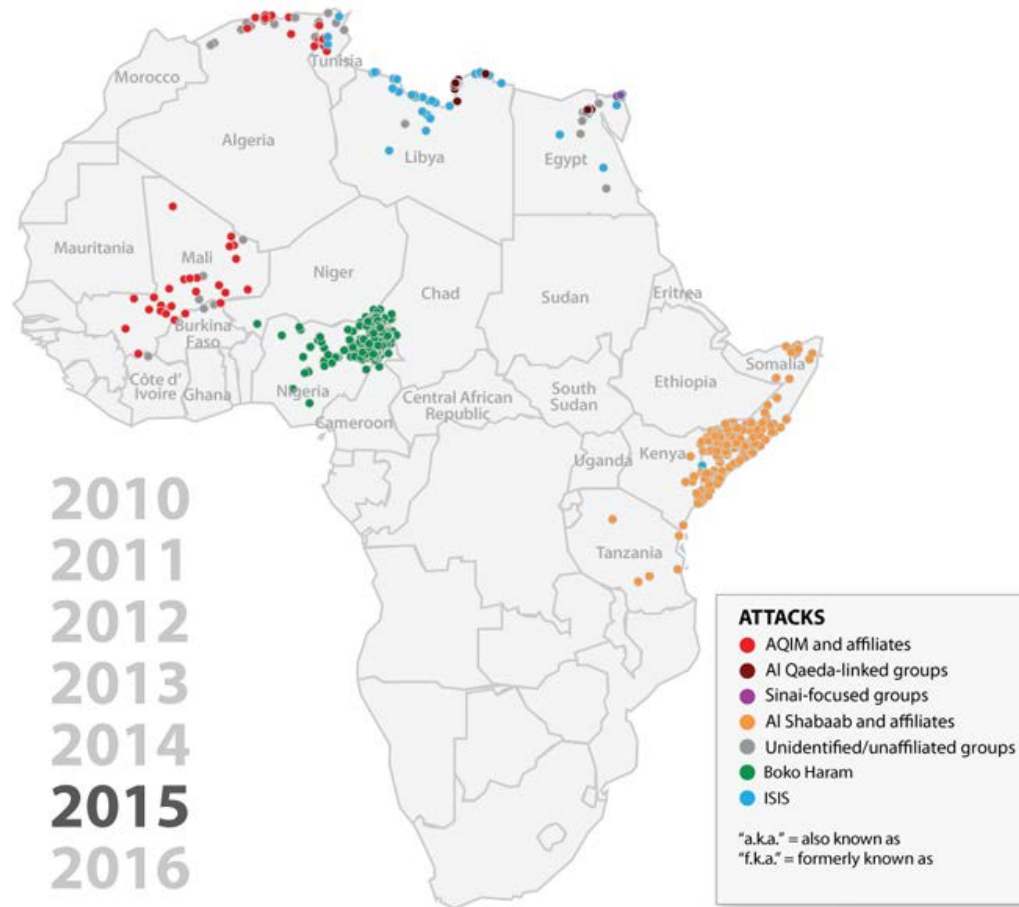 Tunisia
Morocco
Algeria
Libya
Egypt
Mauritania
Mali
Niger
Chad
Sudan
Eritrea
Burkina
Faso
Côte d'
Ivoire
Ghana
Nigeria
Cameroon
Central African
Republic
South
Sudan
Ethiopia
Somalia
Uganda
Kenya
Tanzania
2010
2011
2012
2013
2014
2015
2016
ATTACKS
AQIM and affiliates
Al Qaeda-linked groups
Sinai-focused groups
Al Shabaab and affiliates
Unidentified/unaffiliated groups
Boko Haram
ISIS
"a.k.a." = also known as
"f.k.a." = formerly known as